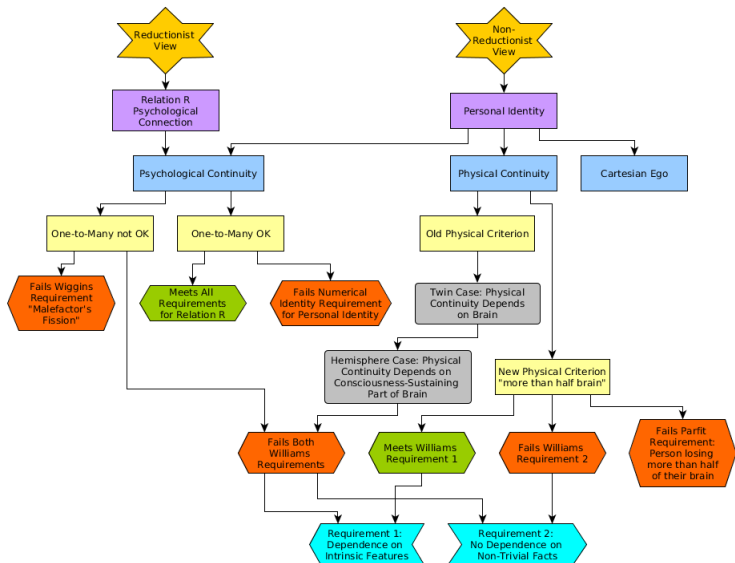 Reductionist
View
Non-
Reductionist
View
Relation R
Psychological
Connection
Personal Identity
Psychological Continuity
Physical Continuity
Cartesian Ego
One-to-Many not OK
One-to-Many OK
Old Physical Criterion
Fails Wiggins
Requirement
"Malefactor's
Fission"
Meets All
Requirements
for Relation R
Fails Numerical
Identity Requirement
for Personal Identity
Twin Case: Physical
Continuity Depends
on Brain
Hemisphere Case: Physical
Continuity Depends on
Consciousness-Sustaining
Part of Brain
New Physical Criterion
"more than half brain"
Fails Both
Williams
Requirements
Meets Williams
Requirement 1
Fails Williams
Requirement 2
Fails Parfit
Requirement:
Person losing
more than half
of their brain
Requirement 1:
Dependence on
Intrinsic Features
Requirement 2:
No Dependence on
Non-Trivial Facts